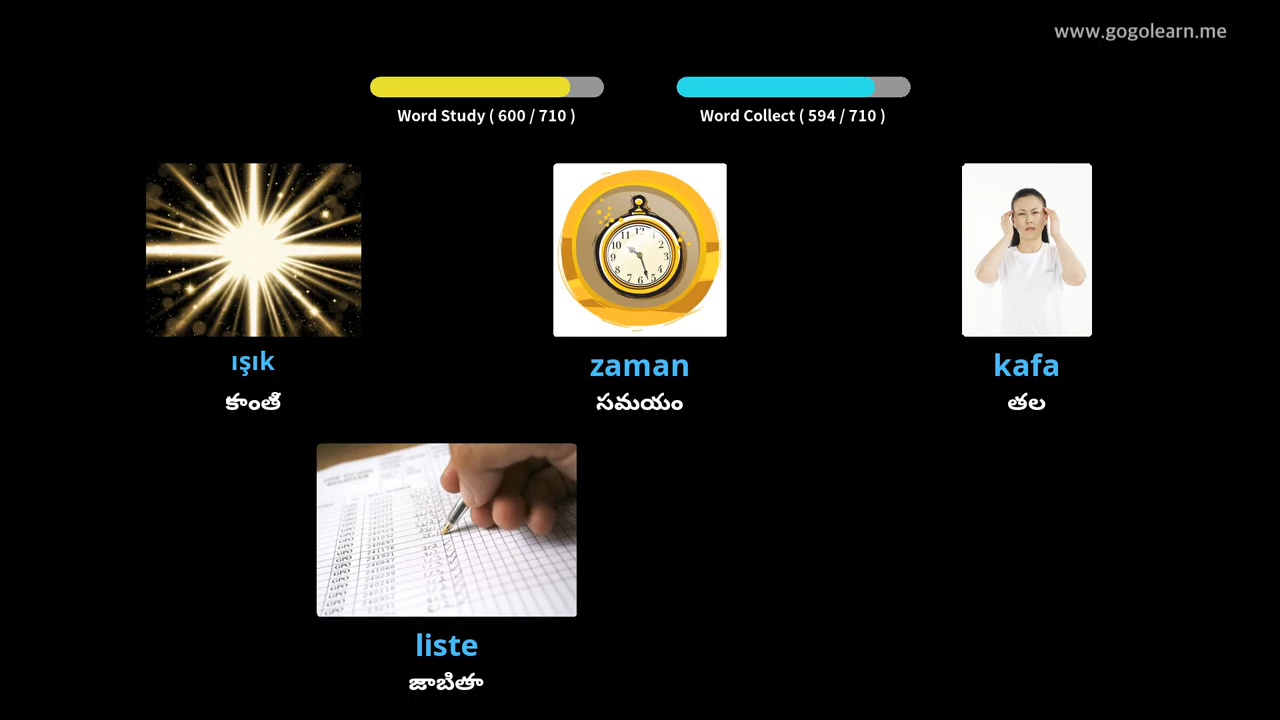 www.gogolearn.me
Word Study ( 600 / 710 )
Word Collect ( 594 / 710 )
ışık
కాంతి
zaman
సమయం
kafa
తల
liste
జాబితా